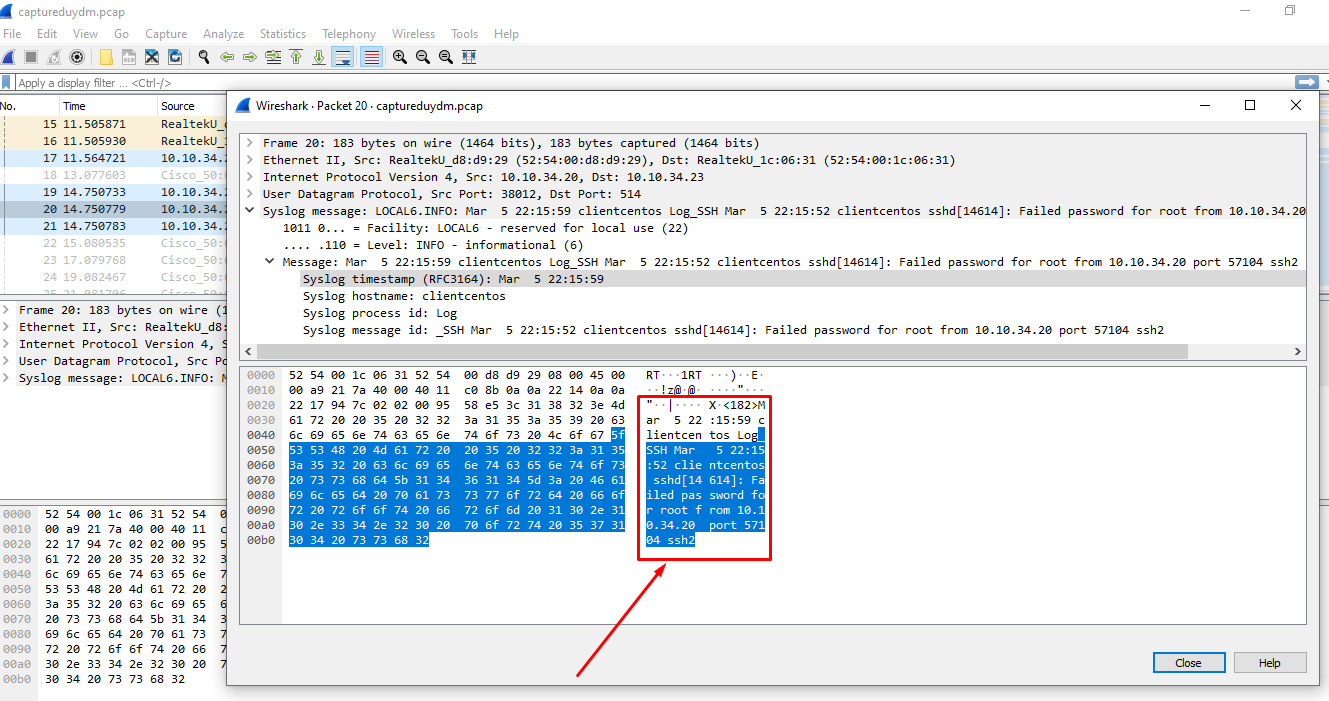 captureduydm.pcap
File Edit View Go Capture Analyze Statistics Telephony Wireless Tools Help
Apply a display filter ... <Ctrl-/>
No. Time Source
15 11.505871 RealtekU_
16 11.505930 RealtekU_1
17 11.564721 10.10.34.2
18 13.077603 Cisco_50:
19 14.750733 10.10.34.
20 14.750779 10.10.34.
21 14.750783 10.10.34.2
22 15.080535 Cisco_50:
23 17.079768 Cisco_50:
24 19.082467 Cisco_50:
25 21.081706 Cisco_50:
Frame 20: 183 bytes on wire (1
Ethernet II, Src: RealtekU_d8:
Internet Protocol Version 4, S
User Datagram Protocol, Src Po
Syslog message: LOCAL6.INFO: M
0000 52 54 00 1c 06 31 52 54 0
0010 00 a9 21 7a 40 00 40 11 c
0020 22 17 94 7c 02 02 00 95 5
0030 61 72 20 20 35 20 32 32 3
0040 6c 69 65 6e 74 63 65 6e 7
0050 53 53 48 20 4d 61 72 20 2
0060 3a 35 32 20 63 6c 69 65 6
0070 20 73 73 68 64 5b 31 34 3
0080 69 6c 65 64 20 70 61 73 7
0090 72 20 72 6f 6f 74 20 66 7
00a0 30 2e 33 34 2e 32 30 20 7
00b0 30 34 20 73 73 68 32
Wireshark · Packet 20 · captureduydm.pcap
Frame 20: 183 bytes on wire (1464 bits), 183 bytes captured (1464 bits)
Ethernet II, Src: RealtekU_d8:d9:29 (52:54:00:d8:d9:29), Dst: RealtekU_1c:06:31 (52:54:00:1c:06:31)
Internet Protocol Version 4, Src: 10.10.34.20, Dst: 10.10.34.23
User Datagram Protocol, Src Port: 38012, Dst Port: 514
Syslog message: LOCAL6.INFO: Mar  5 22:15:59 clientcentos Log_SSH Mar  5 22:15:52 clientcentos sshd[14614]: Failed password for root from 10.10.34.20
1011 0... = Facility: LOCAL6 - reserved for local use (22)
.... .110 = Level: INFO - informational (6)
Message: Mar  5 22:15:59 clientcentos Log_SSH Mar  5 22:15:52 clientcentos sshd[14614]: Failed password for root from 10.10.34.20 port 57104 ssh2
Syslog timestamp (RFC3164): Mar  5 22:15:59
Syslog hostname: clientcentos
Syslog process id: Log
Syslog message id: _SSH Mar  5 22:15:52 clientcentos sshd[14614]: Failed password for root from 10.10.34.20 port 57104 ssh2
0000 52 54 00 1c 06 31 52 54 00 d8 d9 29 08 00 45 00 RT···1RT ···)··E·
0010 00 a9 21 7a 40 00 40 11 c0 8b 0a 0a 22 14 0a 0a ··!z@·@· ····"···
0020 22 17 94 7c 02 02 00 95 58 e5 3c 31 38 32 3e 4d "··|···· X·<182>M
0030 61 72 20 20 35 20 32 32 3a 31 35 3a 35 39 20 63 ar  5 22 :15:59 c
0040 6c 69 65 6e 74 63 65 6e 74 6f 73 20 4c 6f 67 5f lientcen tos Log_
0050 53 53 48 20 4d 61 72 20 20 35 20 32 32 3a 31 35 SSH Mar   5 22:15
0060 3a 35 32 20 63 6c 69 65 6e 74 63 65 6e 74 6f 73 :52 clie ntcentos
0070 20 73 73 68 64 5b 31 34 36 31 34 5d 3a 20 46 61  sshd[14 614]: Fa
0080 69 6c 65 64 20 70 61 73 73 77 6f 72 64 20 66 6f iled pas sword fo
0090 72 20 72 6f 6f 74 20 66 72 6f 6d 20 31 30 2e 31 r root f rom 10.1
00a0 30 2e 33 34 2e 32 30 20 70 6f 72 74 20 35 37 31 0.34.20  port 571
00b0 30 34 20 73 73 68 32 04 ssh2
Close Help